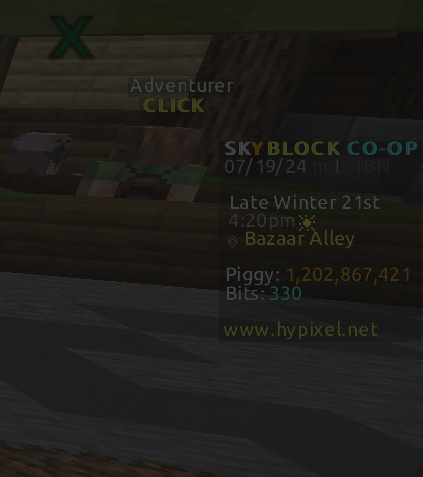 X
Adventurer
CLICK
SKYBLOCK CO-OP
07/19/24 m154BN
Late Winter 21st
4:20pm
Bazaar Alley
Piggy: 1,202,867,421
Bits: 330
www.hypixel.net